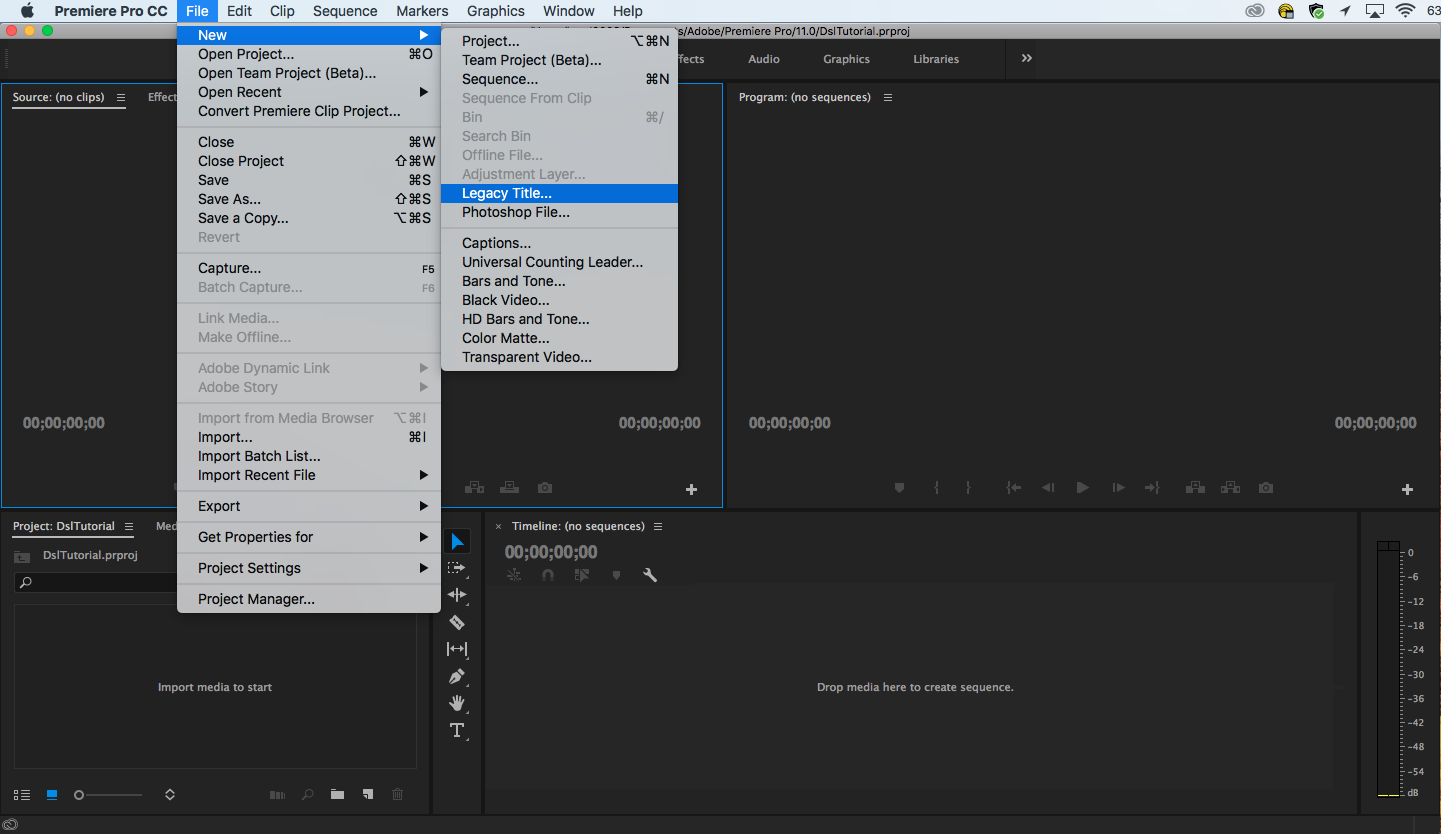 Premiere Pro CC File Edit Clip Sequence Markers Graphics Window Help 63
s/Adobe/Premiere Pro/11.0/DslTutorial.prproj
Audio Graphics Libraries
Source: (no clips)
Program: (no sequences)
New
Open Project... ⌘O
Open Team Project (Beta)...
Open Recent
Convert Premiere Clip Project...
Close ⌘W
Close Project ⇧⌘W
Save ⌘S
Save As... ⇧⌘S
Save a Copy... ⌥⌘S
Revert
Capture... F5
Batch Capture... F6
Link Media...
Make Offline...
Adobe Dynamic Link
Adobe Story
Import from Media Browser ⌥⌘I
Import... ⌘I
Import Batch List...
Import Recent File
Export
Get Properties for
Project Settings
Project Manager...
Project... ⌥⌘N
Team Project (Beta)...
Sequence... ⌘N
Sequence From Clip
Bin ⌘/
Search Bin
Offline File...
Adjustment Layer...
Legacy Title...
Photoshop File...
Captions...
Universal Counting Leader...
Bars and Tone...
Black Video...
HD Bars and Tone...
Color Matte...
Transparent Video...
00;00;00;00 00;00;00;00 00;00;00;00 00;00;00;00
Project: DslTutorial
DslTutorial.prproj
Import media to start
Timeline: (no sequences)
00;00;00;00
Drop media here to create sequence.
0
-6
-12
-18
-24
-30
-36
-42
-48
-54
dB